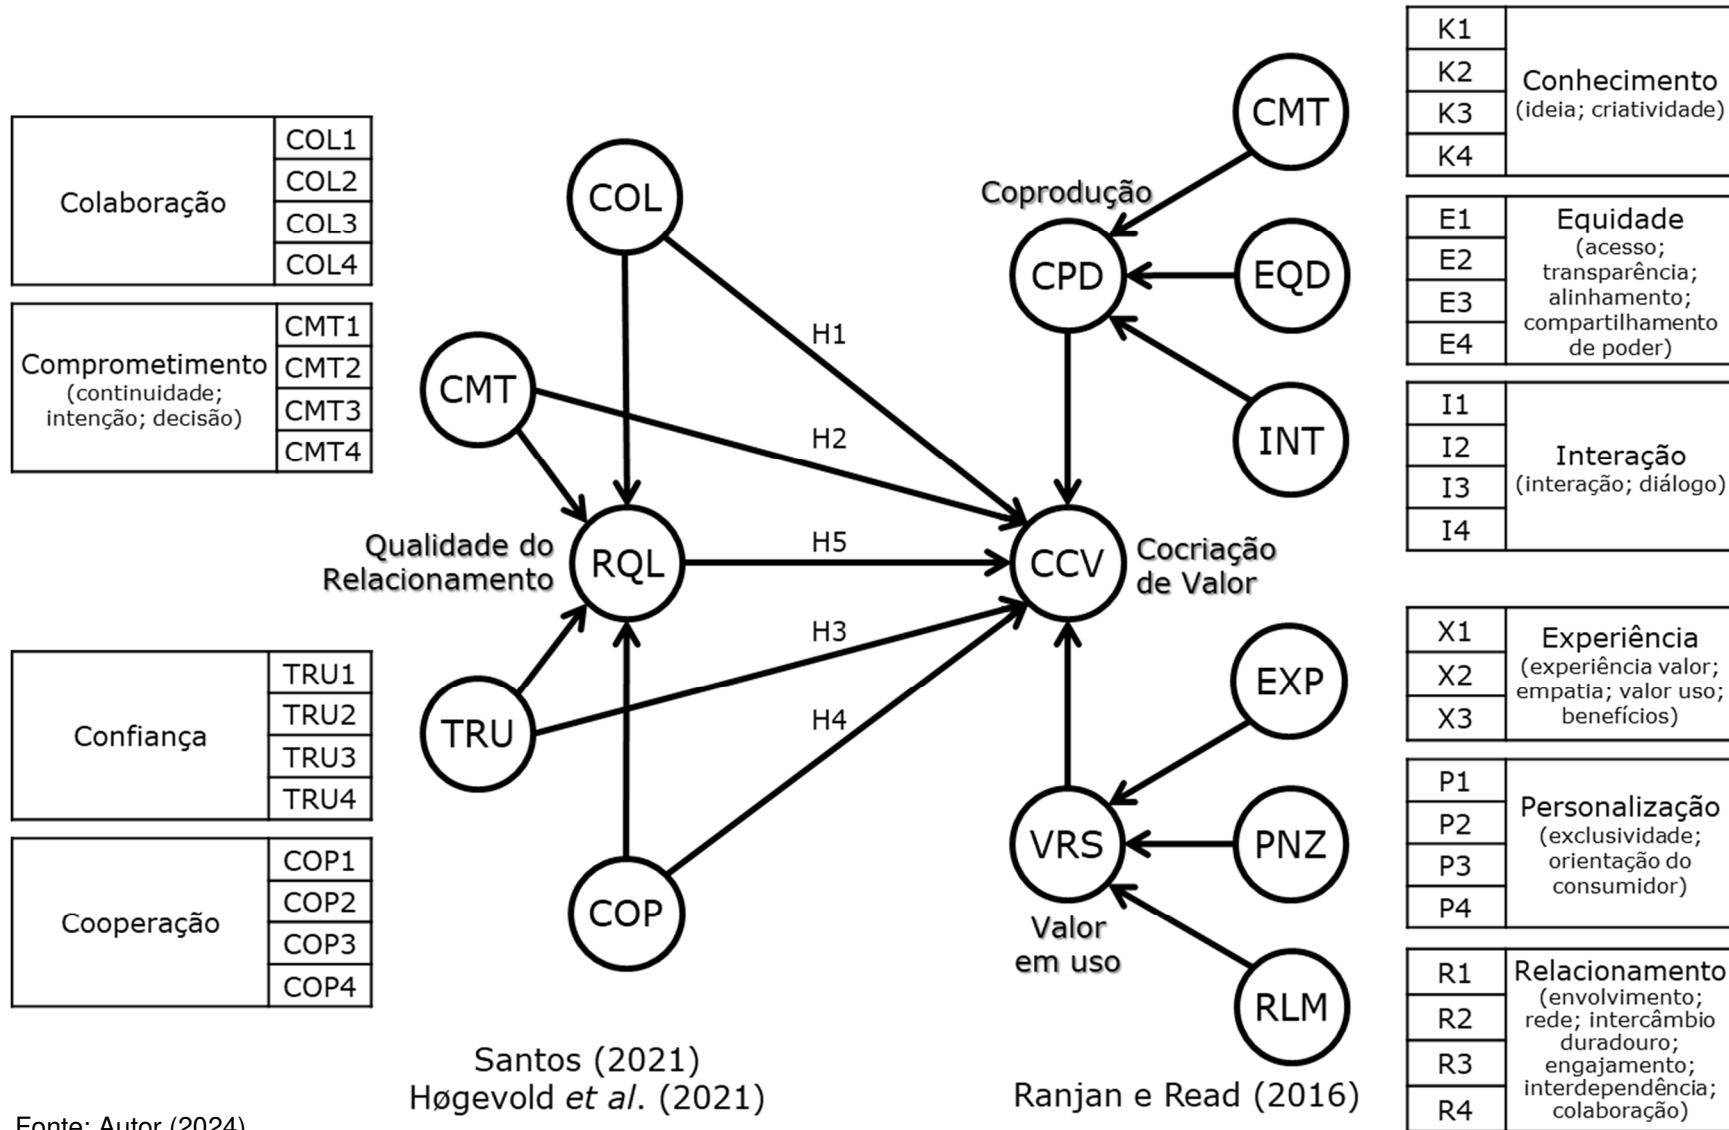 Colaboração
COL1
COL2
COL3
COL4
Comprometimento
(continuidade;
intenção; decisão)
CMT1
CMT2
CMT3
CMT4
Confiança
TRU1
TRU2
TRU3
TRU4
Cooperação
COP1
COP2
COP3
COP4
COL
CMT
Qualidade do
Relacionamento
RQL
TRU
COP
H1
H2
H5
H3
H4
Santos (2021)
Høgevold et al. (2021)
Coprodução
CPD
CMT
EQD
INT
CCV
Cocriação
de Valor
VRS
Valor
em uso
EXP
PNZ
RLM
Ranjan e Read (2016)
K1
K2
K3
K4
Conhecimento
(ideia; criatividade)
E1
E2
E3
E4
Equidade
(acesso;
transparência;
alinhamento;
compartilhamento
de poder)
I1
I2
I3
I4
Interação
(interação; diálogo)
X1
X2
X3
Experiência
(experiência valor;
empatia; valor uso;
benefícios)
P1
P2
P3
P4
Personalização
(exclusividade;
orientação do
consumidor)
R1
R2
R3
R4
Relacionamento
(envolvimento;
rede; intercâmbio
duradouro;
engajamento;
interdependência;
colaboração)
Fonte: Autor (2024)